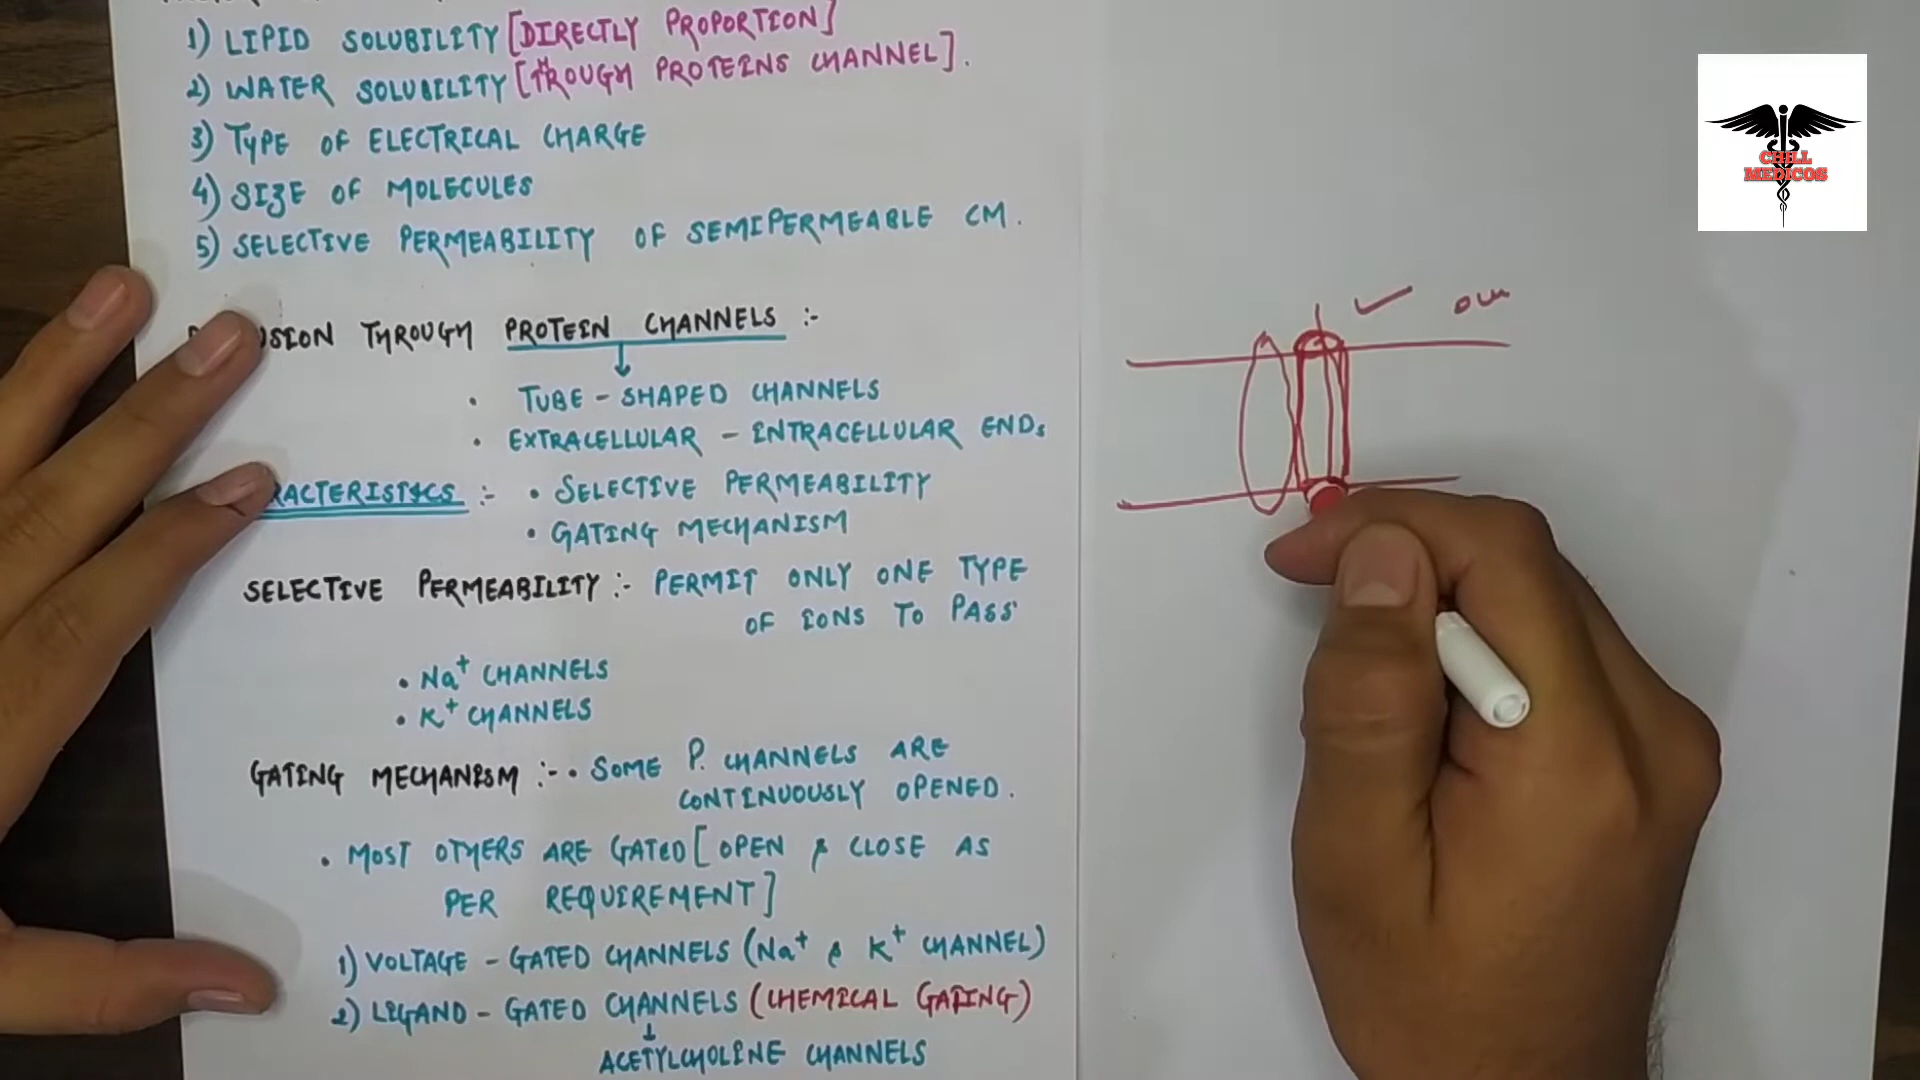 1) LIPID SOLUBILITY [DIRECTLY PROPORTION]
2) WATER SOLUBILITY [THROUGH PROTEINS CHANNEL].
3) TYPE OF ELECTRICAL CHARGE
4) SIZE OF MOLECULES
5) SELECTIVE PERMEABILITY OF SEMIPERMEABLE CM.
USION THROUGH PROTEIN CHANNELS :-
• TUBE - SHAPED CHANNELS
• EXTRACELLULAR - INTRACELLULAR ENDs
RACTERISTICS :- • SELECTIVE PERMEABILITY
• GATING MECHANISM
SELECTIVE PERMEABILITY :- PERMIT ONLY ONE TYPE
OF IONS TO PASS
• Na+ CHANNELS
• K+ CHANNELS
GATING MECHANISM :- • SOME P. CHANNELS ARE
CONTINUOUSLY OPENED.
• MOST OTHERS ARE GATED [OPEN & CLOSE AS
PER REQUIREMENT]
1) VOLTAGE - GATED CHANNELS (Na+ & K+ CHANNEL)
2) LIGAND - GATED CHANNELS (CHEMICAL GATING)
↓
ACETYLCHOLINE CHANNELS
CHILL
MEDICOS